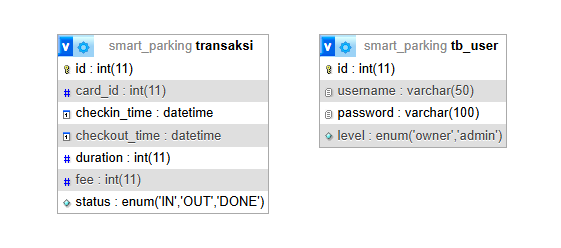 smart_parking transaksi
id : int(11)
card_id : int(11)
checkin_time : datetime
checkout_time : datetime
duration : int(11)
fee : int(11)
status : enum('IN','OUT','DONE')
smart_parking tb_user
id : int(11)
username : varchar(50)
password : varchar(100)
level : enum('owner','admin')